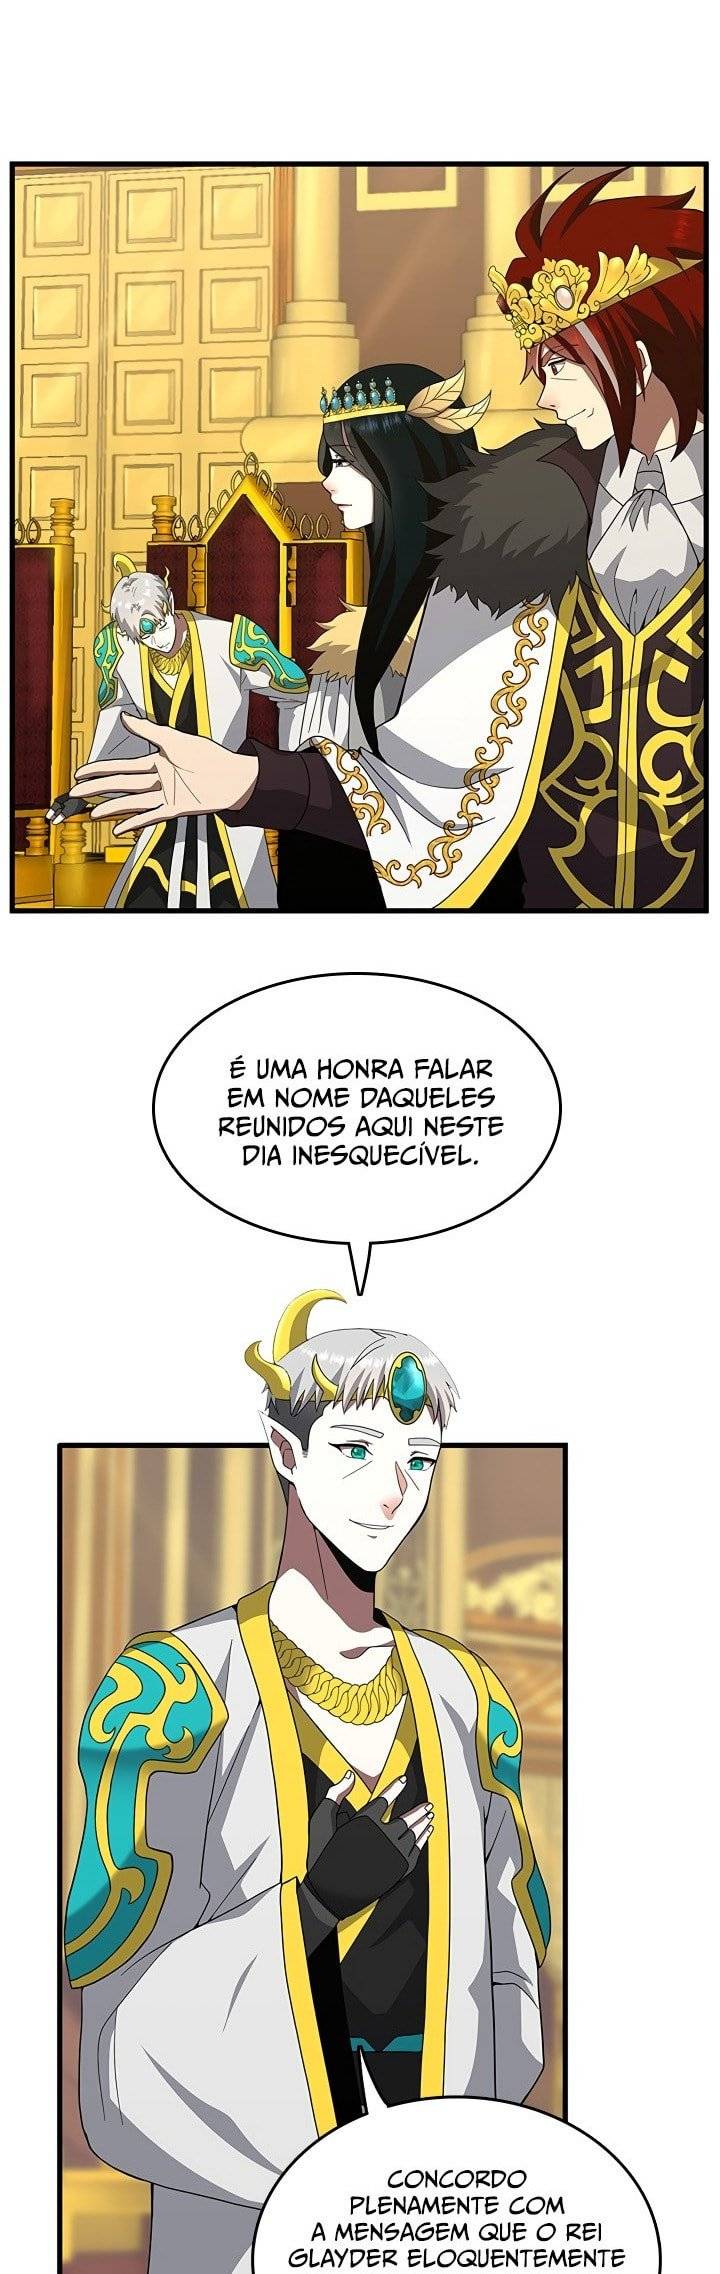 É UMA HONRA FALAR
EM NOME DAQUELES
REUNIDOS AQUI NESTE
DIA INESQUECÍVEL.
CONCORDO
PLENAMENTE COM
A MENSAGEM QUE O REI
GLAYDER ELOQUENTEMENTE